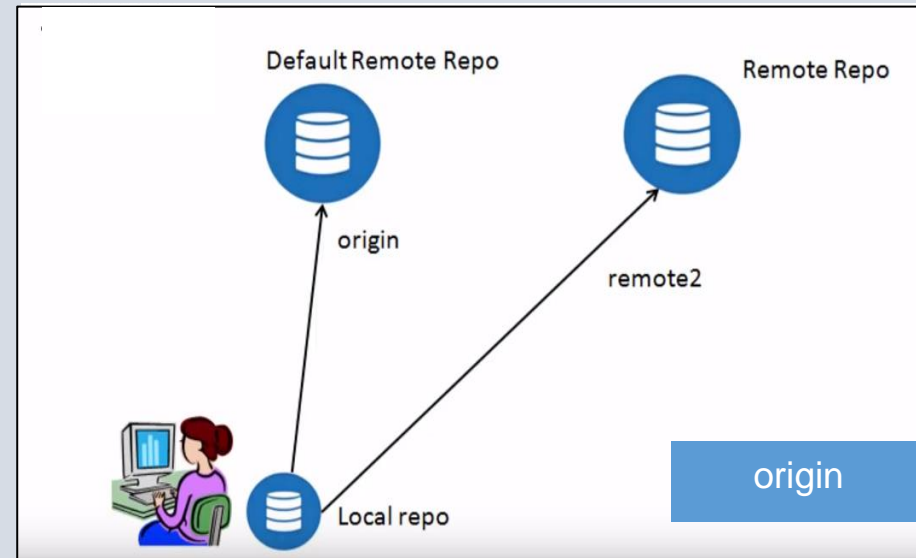 Default Remote Repo
Remote Repo
origin
remote2
Local repo
origin